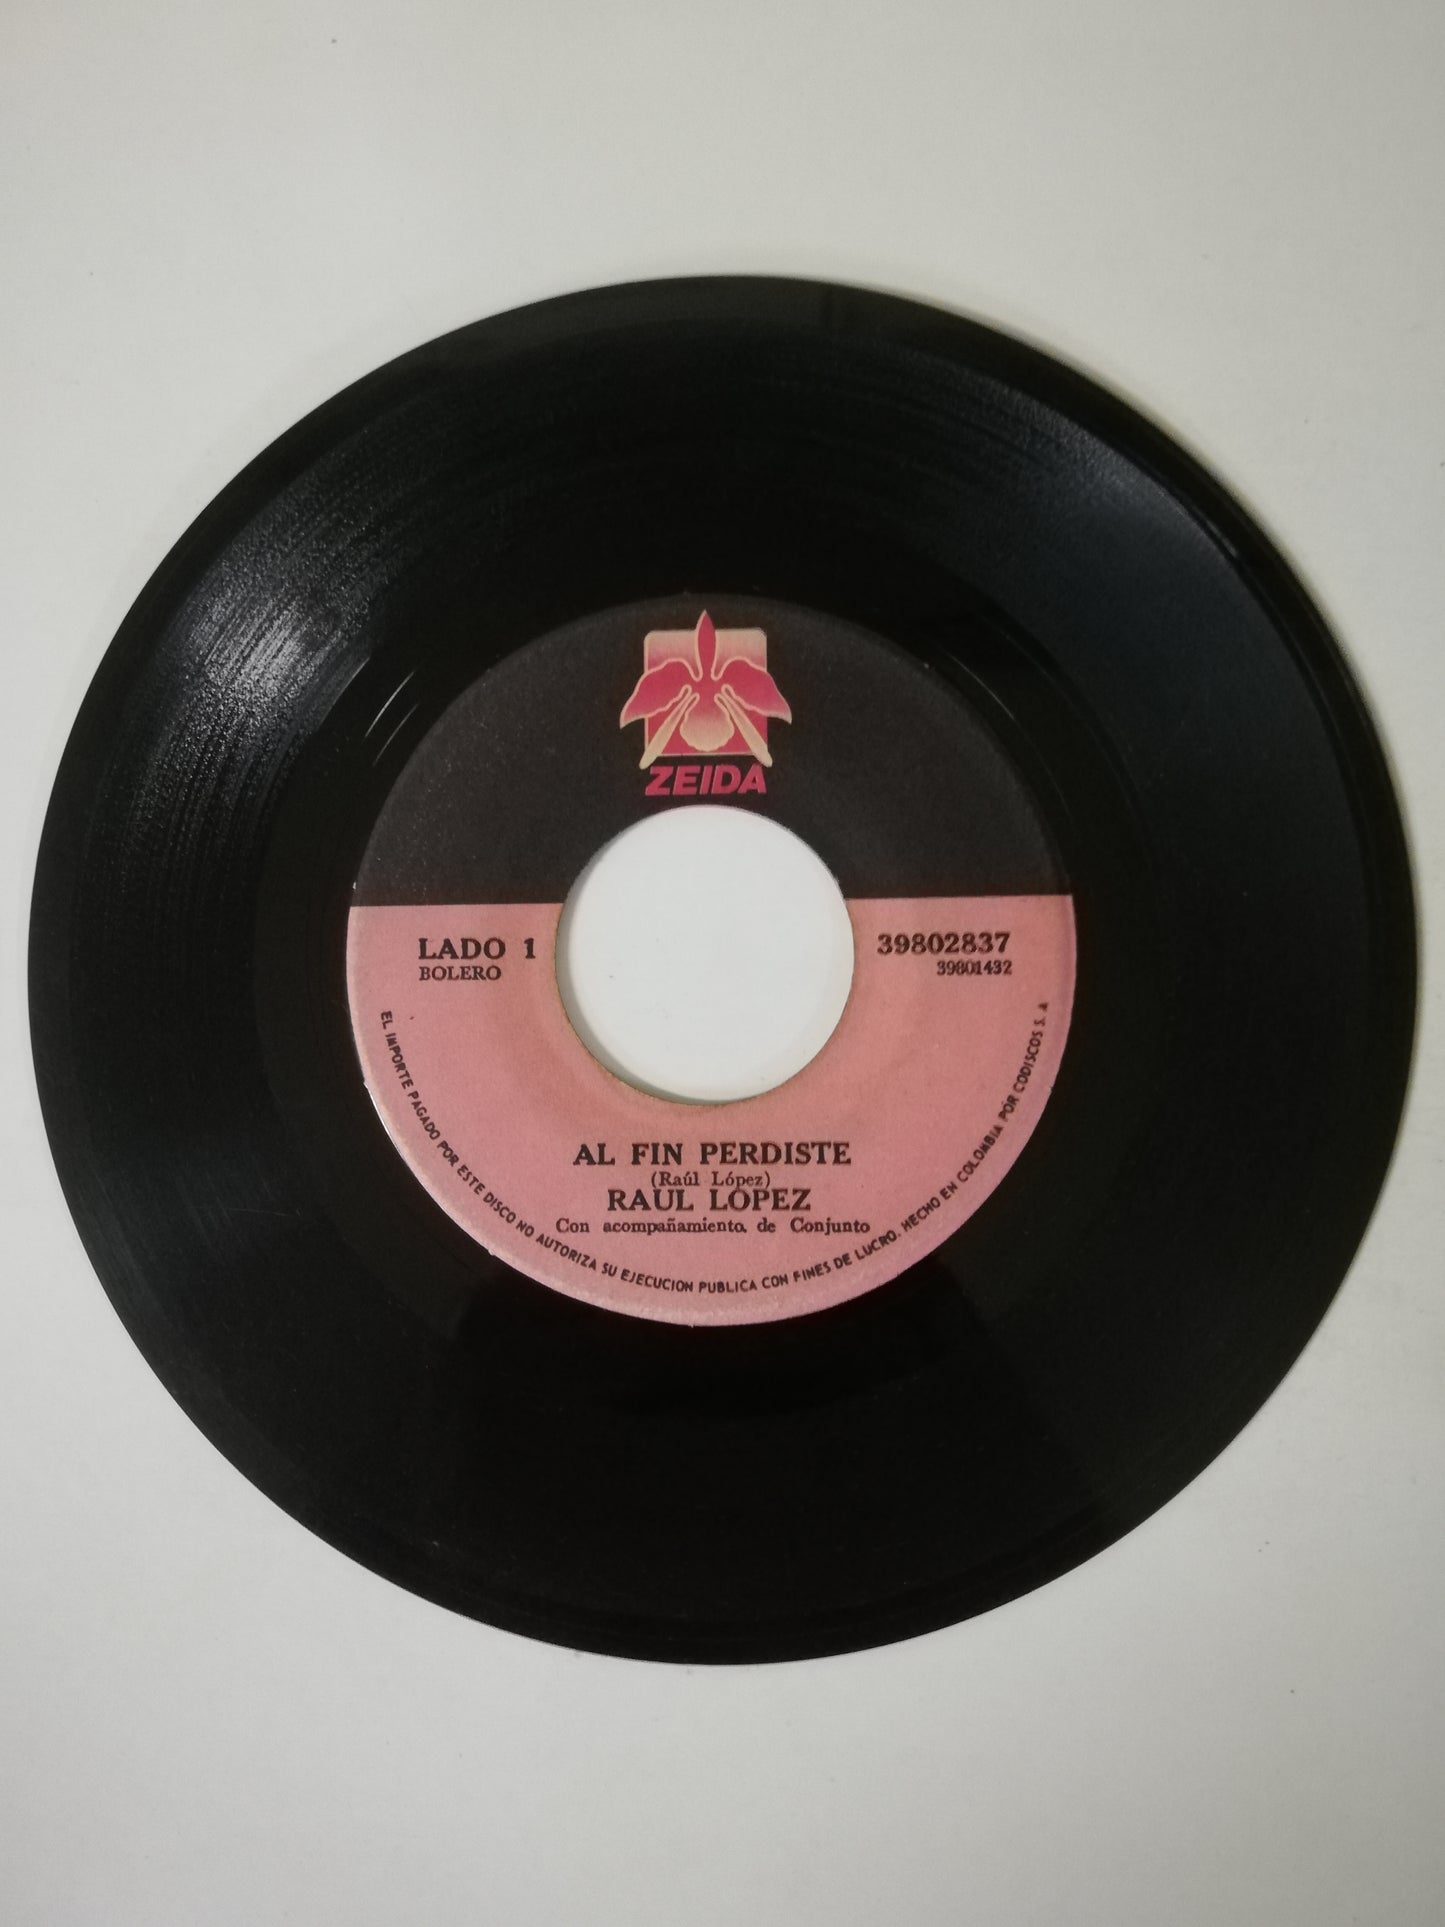 ZEIDA
LADO 1
BOLERO
39802837
39801432
AL FIN PERDISTE
(Raúl López)
RAUL LOPEZ
Con acompañamiento de Conjunto
EL IMPORTE PAGADO POR ESTE DISCO NO AUTORIZA SU EJECUCION PUBLICA CON FINES DE LUCRO. HECHO EN COLOMBIA POR CODISCOS S. A